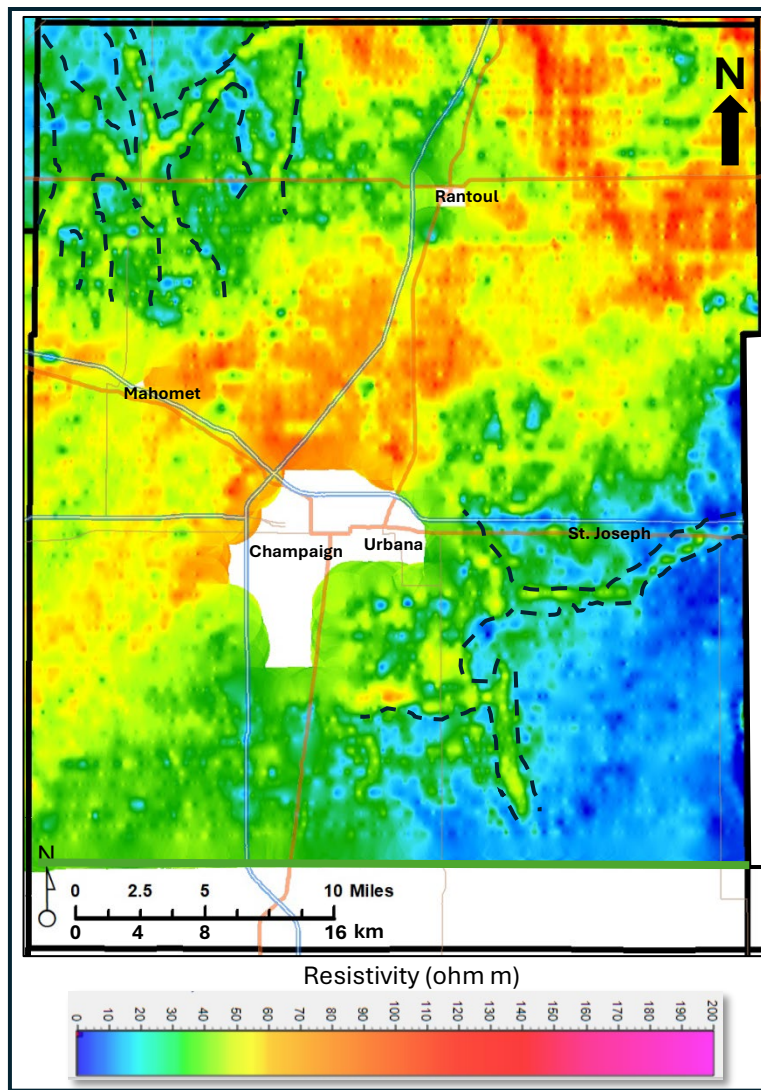 N
Rantoul
Mahomet
St. Joseph
Urbana
Champaign
N
0 2.5 5 10 Miles
0 4 8 16 km
Resistivity (ohm m)
0 10 20 30 40 50 60 70 80 90 100 110 120 130 140 150 160 170 180 190 200